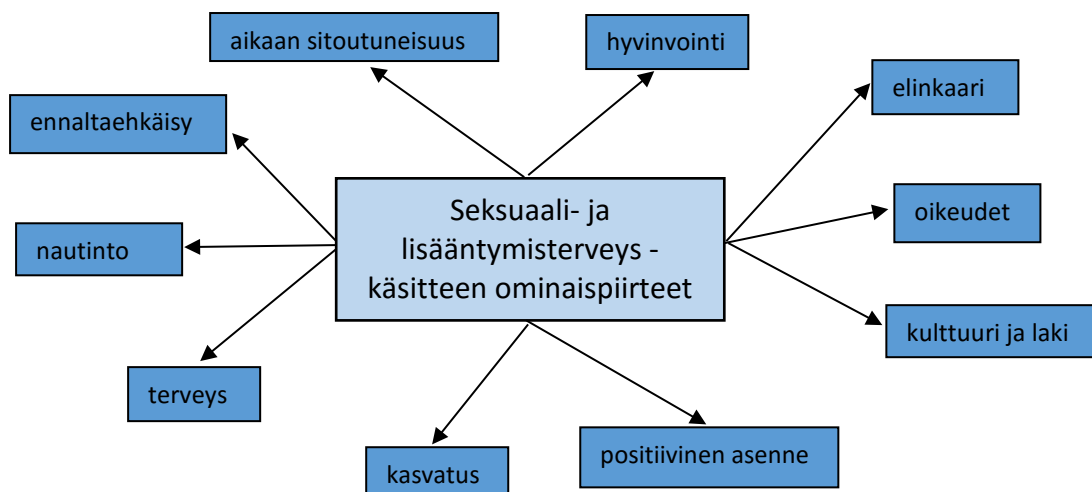 aikaan sitoutuneisuus
hyvinvointi
elinkaari
ennaltaehkäisy
Seksuaali- ja
lisääntymisterveys -
käsitteen ominaispiirteet
oikeudet
nautinto
kulttuuri ja laki
terveys
positiivinen asenne
kasvatus